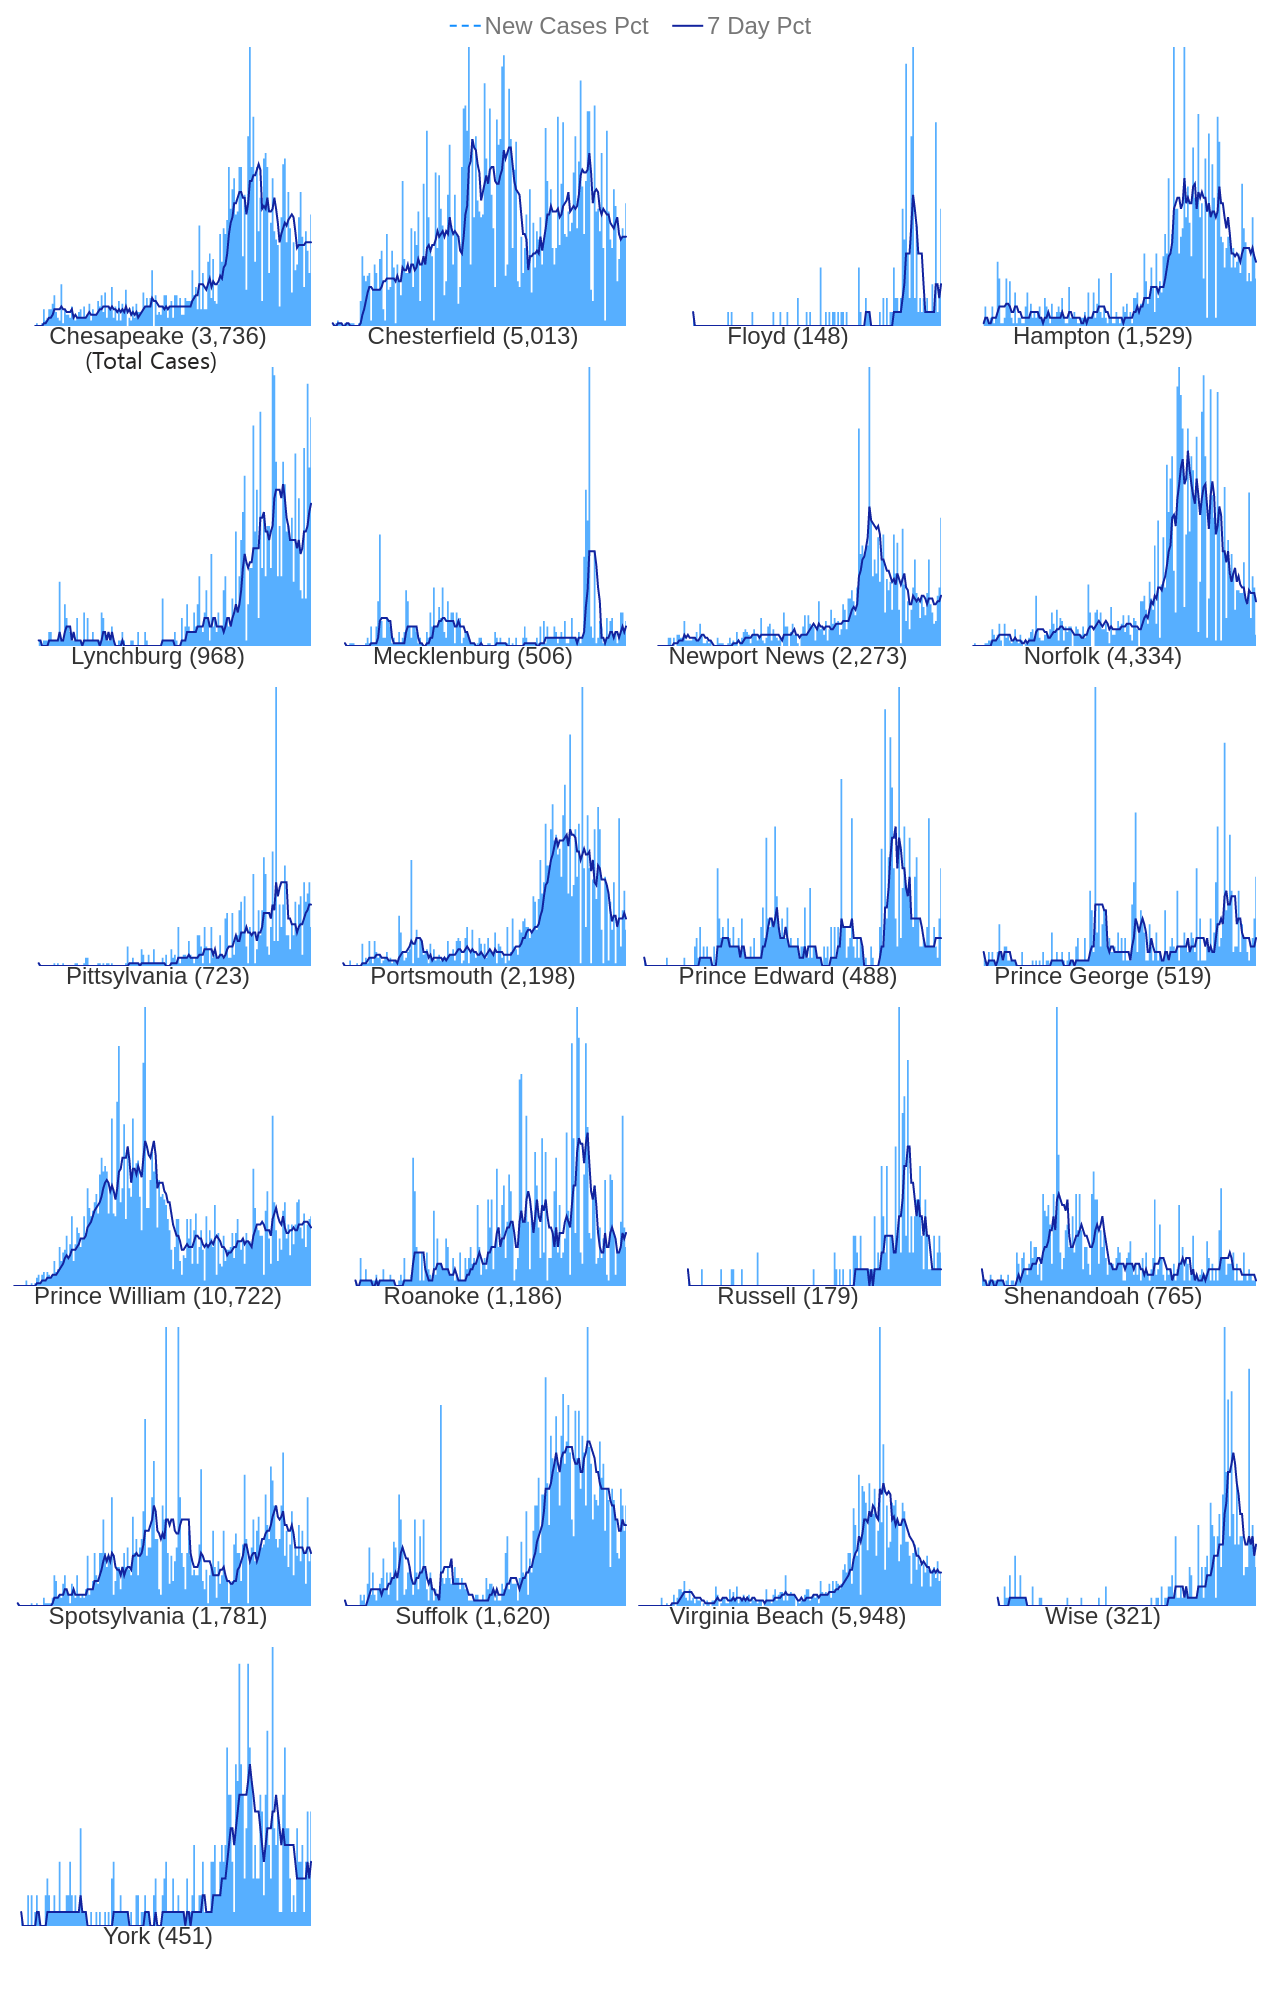 New Cases Pct 7 Day Pct
Chesapeake (3,736) Chesterfield (5,013) Floyd (148) Hampton (1,529)
(Total Cases)
Lynchburg (968) Mecklenburg (506) Newport News (2,273) Norfolk (4,334)
Pittsylvania (723) Portsmouth (2,198) Prince Edward (488) Prince George (519)
Prince William (10,722) Roanoke (1,186) Russell (179) Shenandoah (765)
Spotsylvania (1,781) Suffolk (1,620) Virginia Beach (5,948) Wise (321)
York (451)